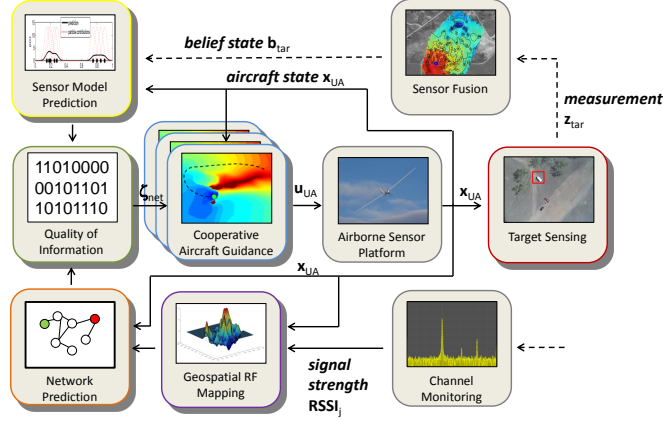 prediction
Sensor Model
Prediction
belief state b_tar
aircraft state x_UA
Sensor Fusion
measurement
z_tar
11010000
00101101
10101110
Quality of
Information
ζ_net
Cooperative
Aircraft Guidance
u_UA
Airborne Sensor
Platform
x_UA
Target Sensing
x_UA
Network
Prediction
Geospatial RF
Mapping
signal
strength
RSSI_j
Channel
Monitoring